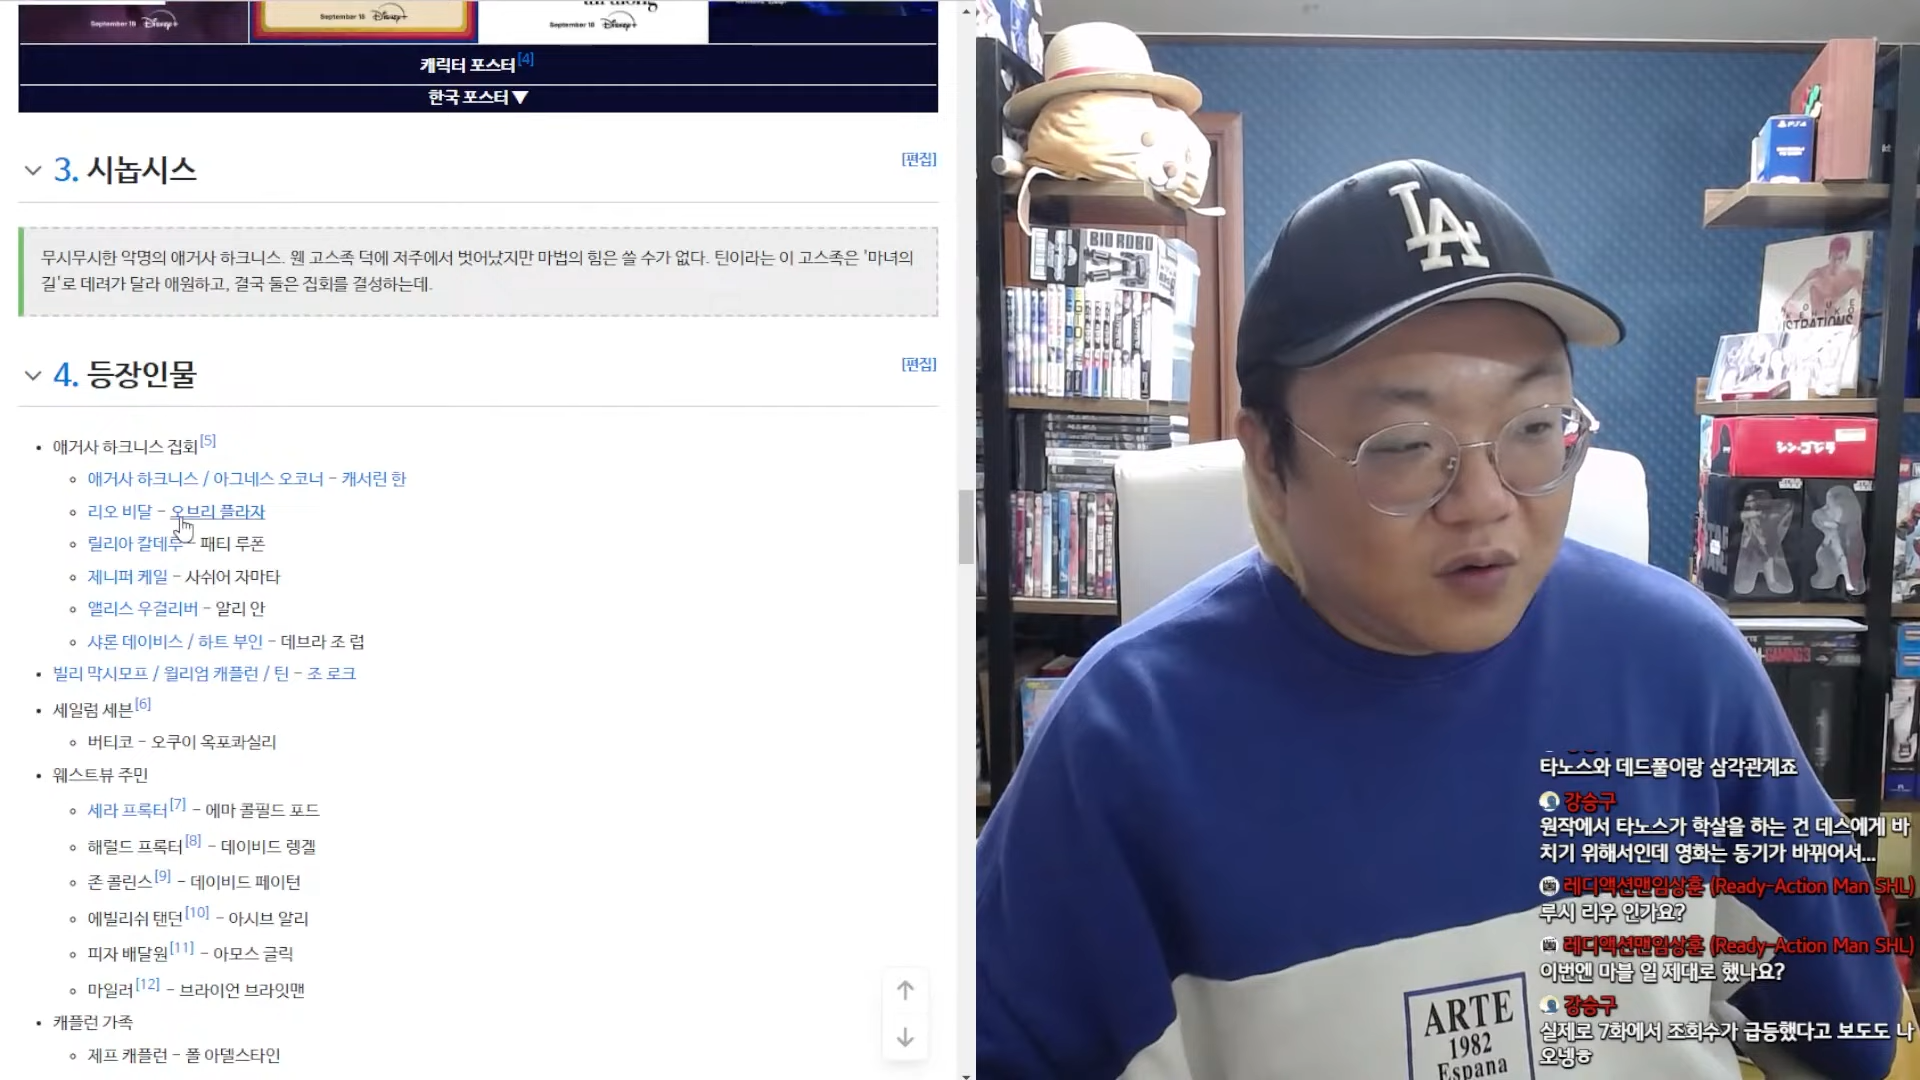 September 18 Disney+
September 18 Disney+
September 18 Disney+
캐릭터 포스터[4]
한국 포스터▼
3. 시놉시스
[편집]
무시무시한 악명의 애거사 하크니스. 웬 고스족 덕에 저주에서 벗어났지만 마법의 힘은 쓸 수가 없다. 틴이라는 이 고스족은 '마녀의
길'로 데려가 달라 애원하고, 결국 둘은 집회를 결성하는데.
4. 등장인물
[편집]
애거사 하크니스 집회[5]
애거사 하크니스 / 아그네스 오코너 - 캐서린 한
리오 비달 - 오브리 플라자
릴리아 칼데루 - 패티 루폰
제니퍼 케일 - 사쉬어 자마타
앨리스 우걸리버 - 알리 안
샤론 데이비스 / 하트 부인 - 데브라 조 럽
빌리 막시모프 / 윌리엄 캐플런 / 틴 - 조 로크
세일럼 세븐[6]
버티코 - 오쿠이 옥포콰실리
웨스트뷰 주민
세라 프록터[7] - 에마 콜필드 포드
해럴드 프록터[8] - 데이비드 렝겔
존 콜린스[9] - 데이비드 페이턴
에빌리쉬 탠던[10] - 아시브 알리
피자 배달원[11] - 아모스 글릭
마일러[12] - 브라이언 브라잇맨
캐플런 가족
제프 캐플런 - 폴 아델스타인
BIO ROBO
PS4
シン・ゴジラ
LA
ARTE
1982
Espana
타노스와 데드풀이랑 삼각관계죠
강승구
원작에서 타노스가 학살을 하는 건 데스에게 바
치기 위해서인데 영화는 동기가 바뀌어서...
레디액션맨임상훈 (Ready-Action Man SHL)
루시 리우 인가요?
레디액션맨임상훈 (Ready-Action Man SHL)
이번엔 마블 일 제대로 했나요?
강승구
실제로 7화에서 조회수가 급등했다고 보도도 나
오넹ㅎ